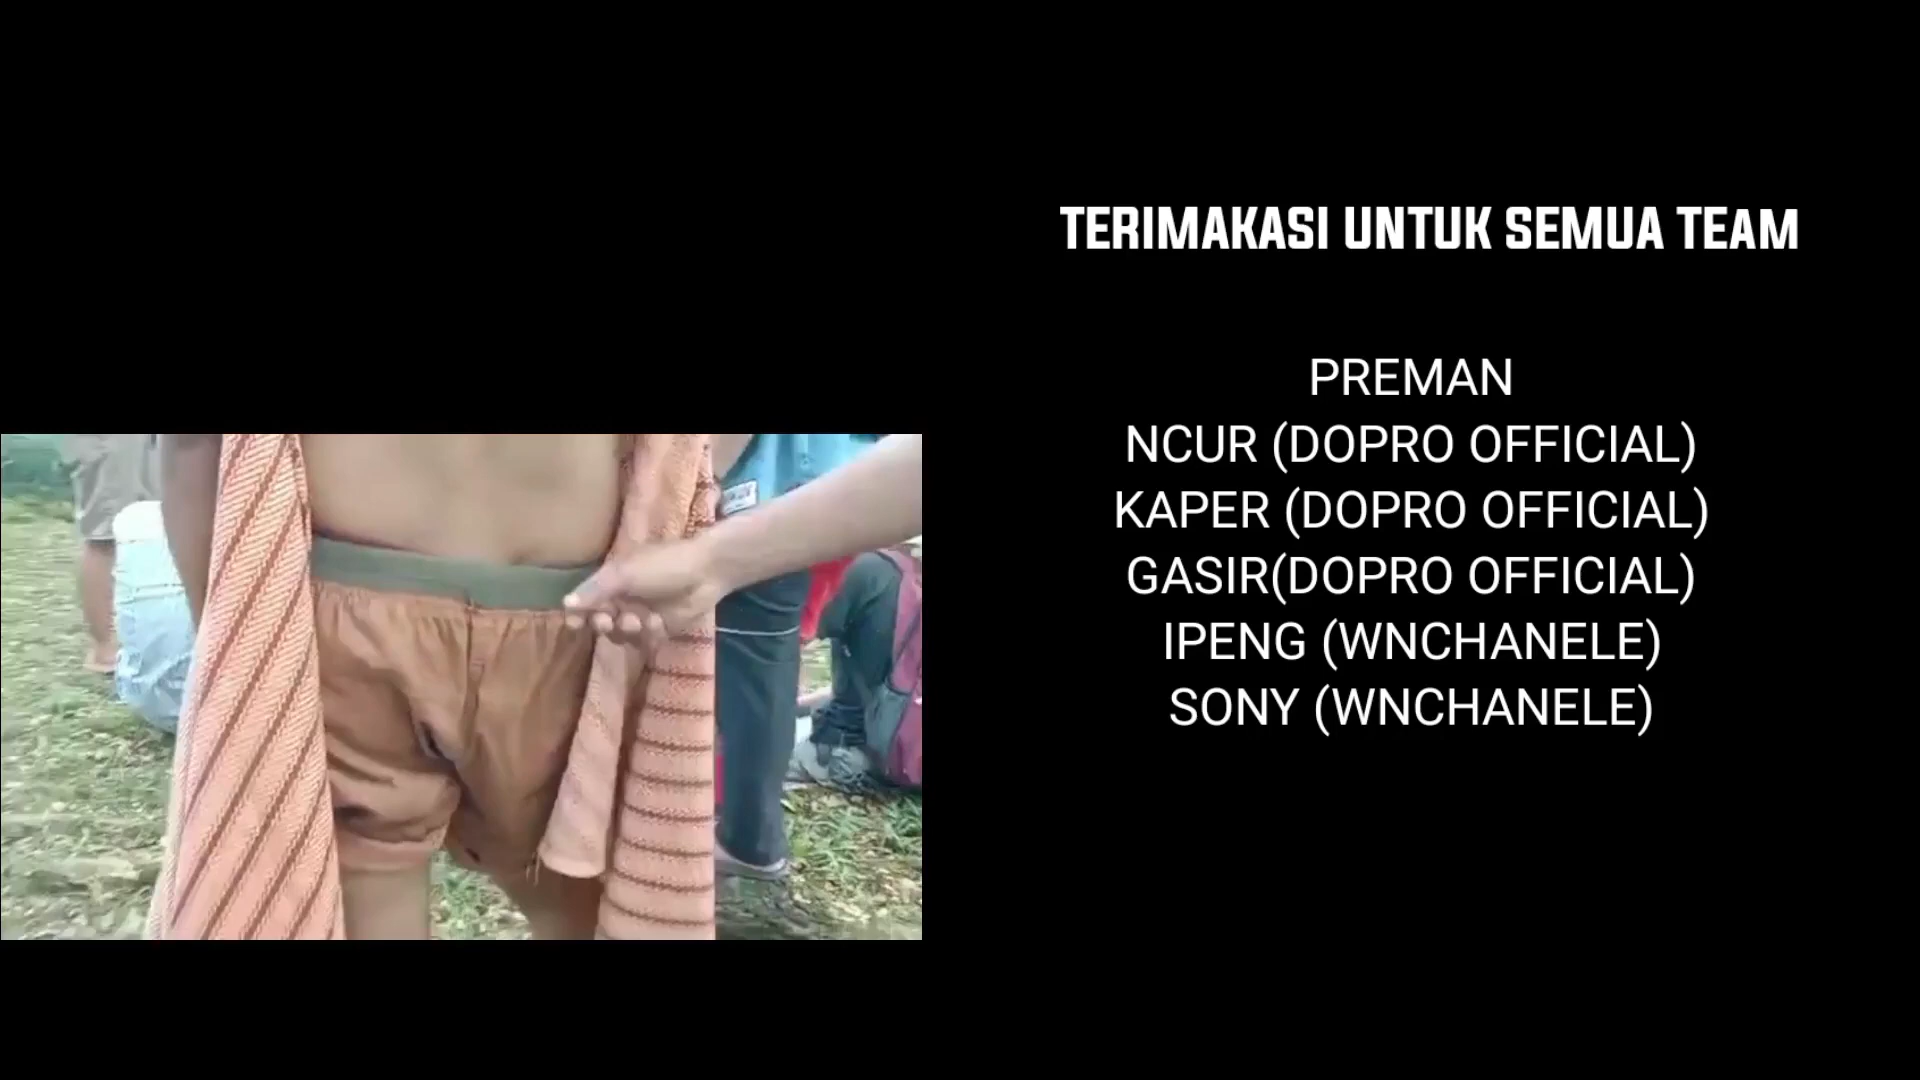 TERIMAKASI UNTUK SEMUA TEAM
PREMAN
NCUR (DOPRO OFFICIAL)
KAPER (DOPRO OFFICIAL)
GASIR(DOPRO OFFICIAL)
IPENG (WNCHANELE)
SONY (WNCHANELE)